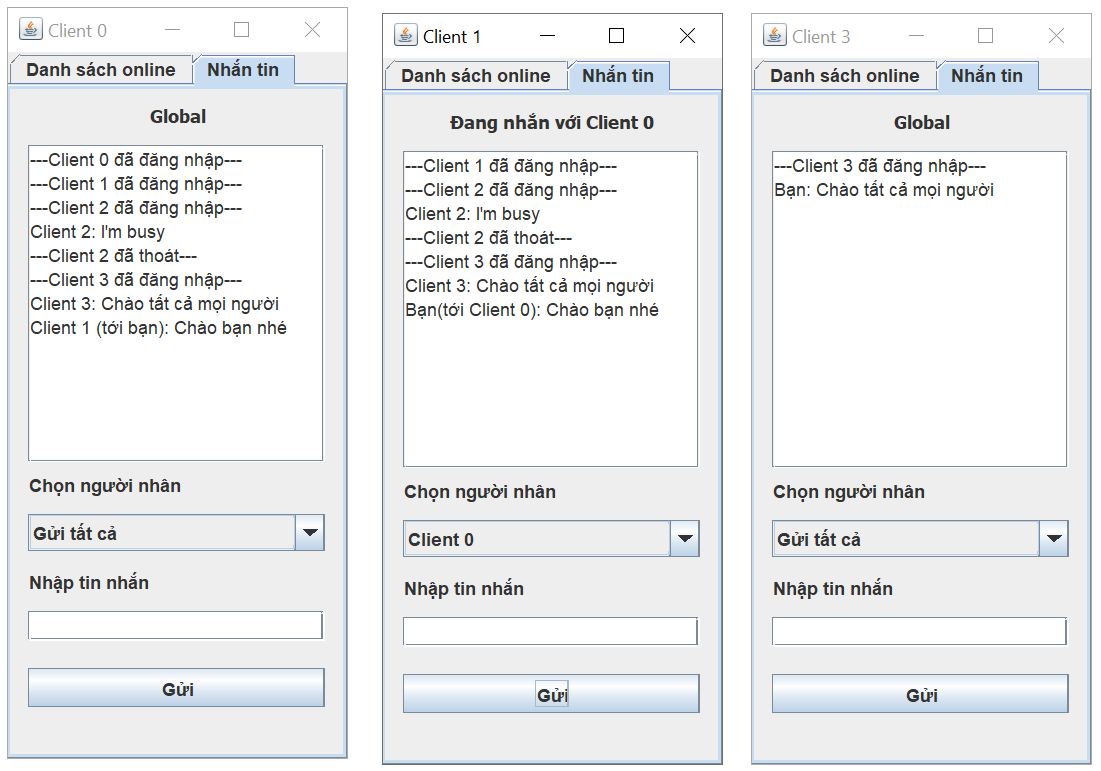 Client 0
Danh sách online
Nhắn tin
Global
---Client 0 đã đăng nhập---
---Client 1 đã đăng nhập---
---Client 2 đã đăng nhập---
Client 2: I'm busy
---Client 2 đã thoát---
---Client 3 đã đăng nhập---
Client 3: Chào tất cả mọi người
Client 1 (tới bạn): Chào bạn nhé
Chọn người nhân
Gửi tất cả
Nhập tin nhắn
Gửi
Client 1
Danh sách online
Nhắn tin
Đang nhắn với Client 0
---Client 1 đã đăng nhập---
---Client 2 đã đăng nhập---
Client 2: I'm busy
---Client 2 đã thoát---
---Client 3 đã đăng nhập---
Client 3: Chào tất cả mọi người
Bạn(tới Client 0): Chào bạn nhé
Chọn người nhân
Client 0
Nhập tin nhắn
Gửi
Client 3
Danh sách online
Nhắn tin
Global
---Client 3 đã đăng nhập---
Bạn: Chào tất cả mọi người
Chọn người nhân
Gửi tất cả
Nhập tin nhắn
Gửi